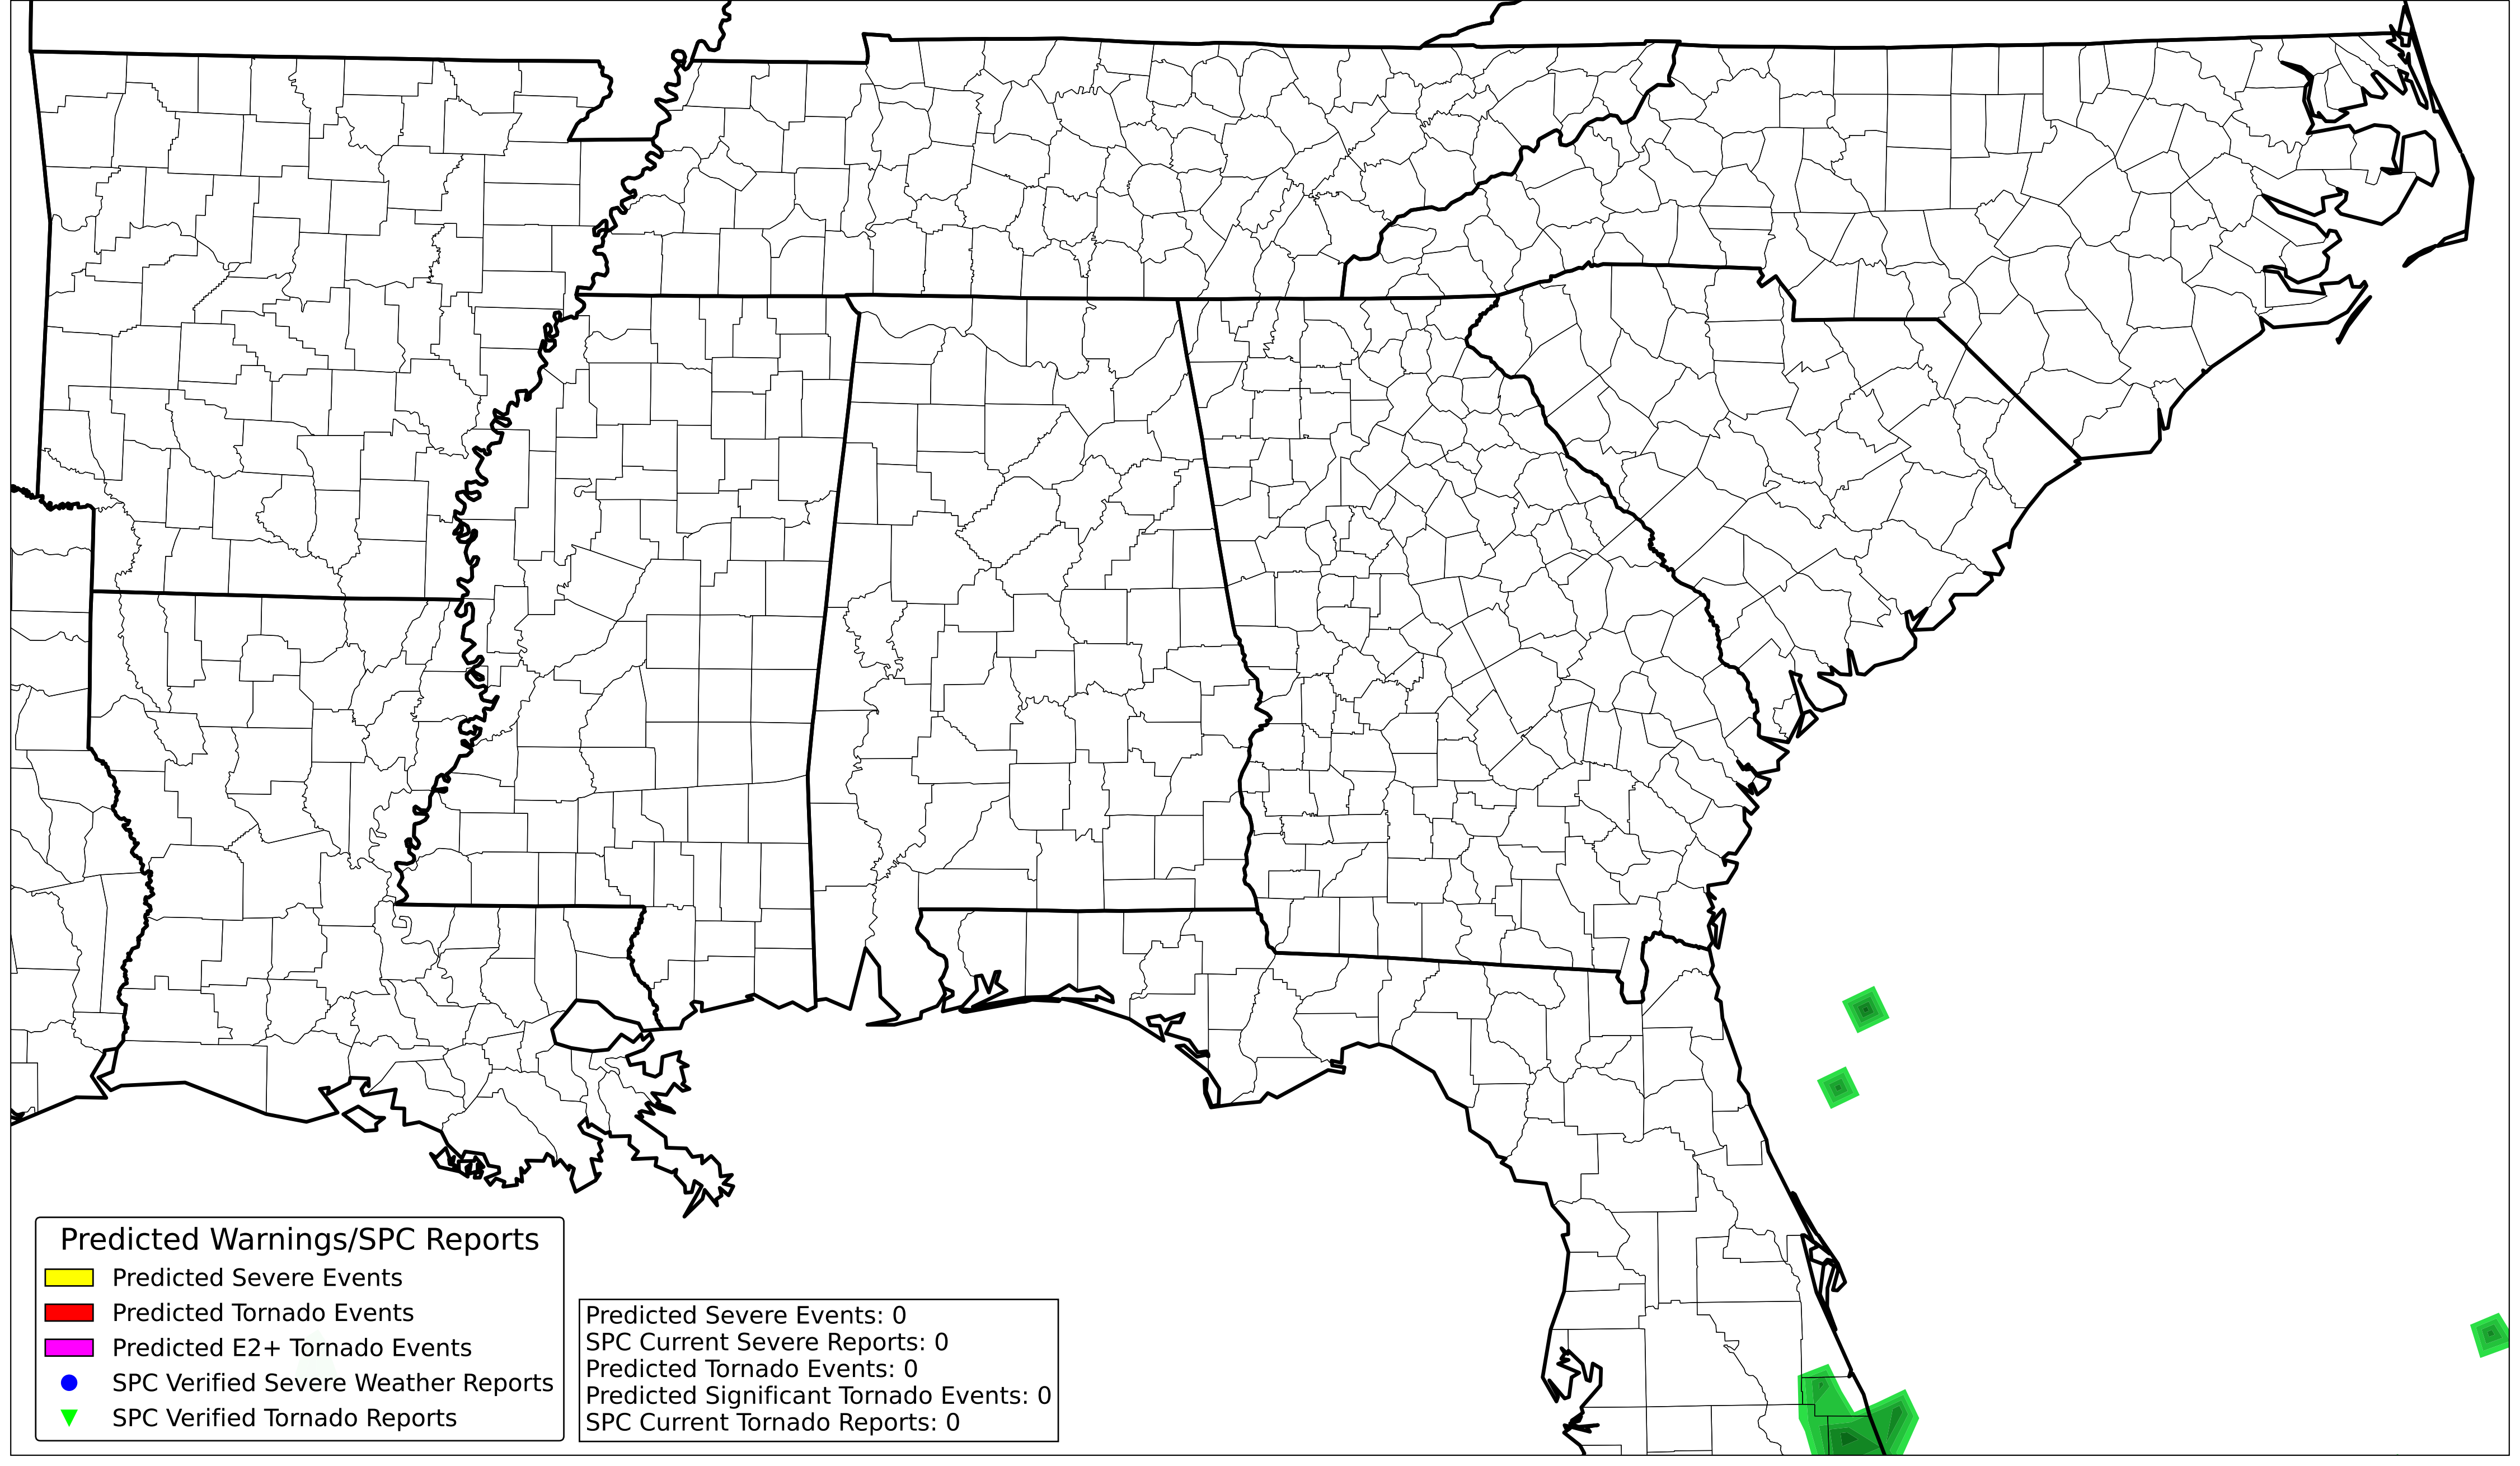 Predicted Warnings/SPC Reports
Predicted Severe Events
Predicted Tornado Events
Predicted E2+ Tornado Events
SPC Verified Severe Weather Reports
SPC Verified Tornado Reports
Predicted Severe Events: 0
SPC Current Severe Reports: 0
Predicted Tornado Events: 0
Predicted Significant Tornado Events: 0
SPC Current Tornado Reports: 0